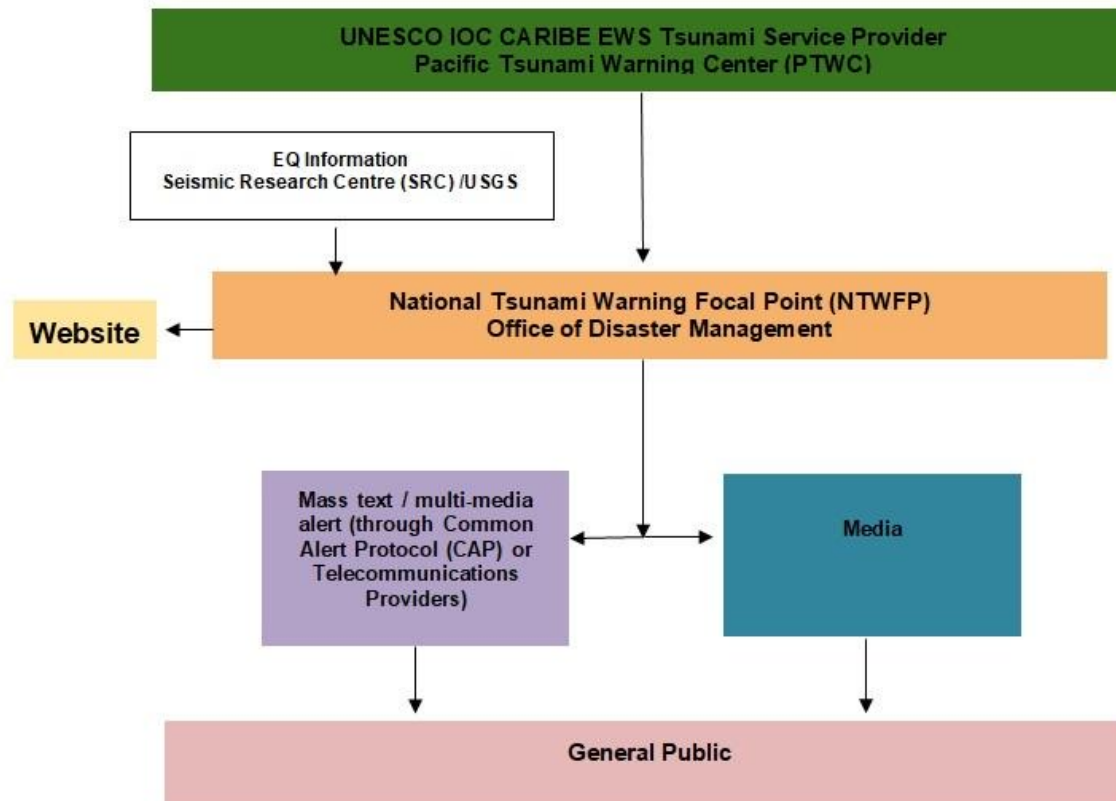 UNESCO IOC CARIBE EWS Tsunami Service Provider
Pacific Tsunami Warning Center (PTWC)
EQ Information
Seismic Research Centre (SRC) /USGS
National Tsunami Warning Focal Point (NTWFP)
Office of Disaster Management
Website
Mass text / multi-media
alert (through Common
Alert Protocol (CAP) or
Telecommunications
Providers)
Media
General Public